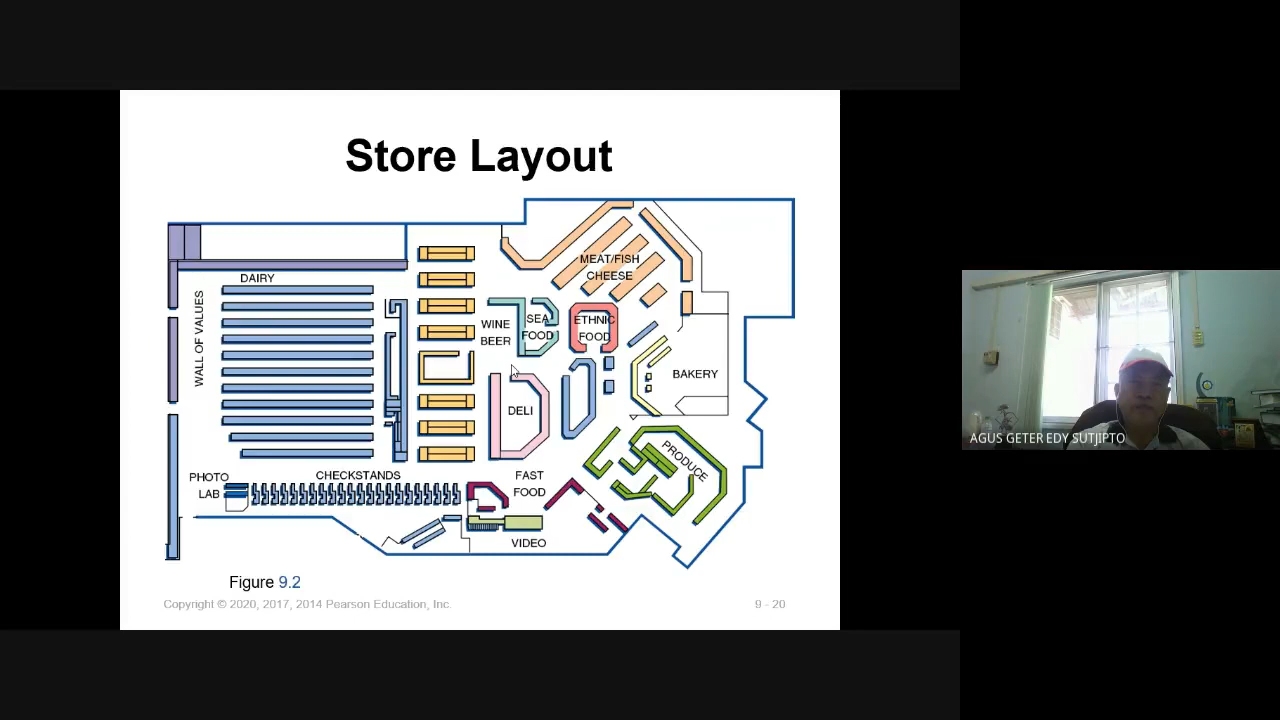 Store Layout
DAIRY
WALL OF VALUES
MEAT/FISH
CHEESE
WINE
BEER
SEA
FOOD
ETHNIC
FOOD
BAKERY
DELI
PRODUCE
PHOTO
LAB
CHECKSTANDS
FAST
FOOD
VIDEO
Figure 9.2
Copyright © 2020, 2017, 2014 Pearson Education, Inc.
9 - 20
AGUS GETER EDY SUTJIPTO